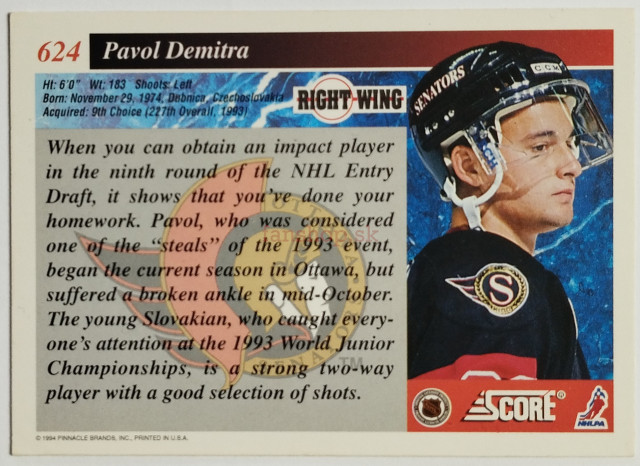 624 Pavol Demitra
Ht: 6'0" Wt: 183 Shoots: Left
Born: November 29, 1974, Dubnica, Czechoslovakia
Acquired: 9th Choice (227th Overall, 1993)
RIGHT WING
When you can obtain an impact player
in the ninth round of the NHL Entry
Draft, it shows that you've done your
homework. Pavol, who was considered
one of the "steals" of the 1993 event,
began the current season in Ottawa, but
suffered a broken ankle in mid-October.
The young Slovakian, who caught every-
one's attention at the 1993 World Junior
Championships, is a strong two-way
player with a good selection of shots.
SENATORS
CCM
S
TM
SCORE®
NHLPA
© 1994 PINNACLE BRANDS, INC., PRINTED IN U.S.A.